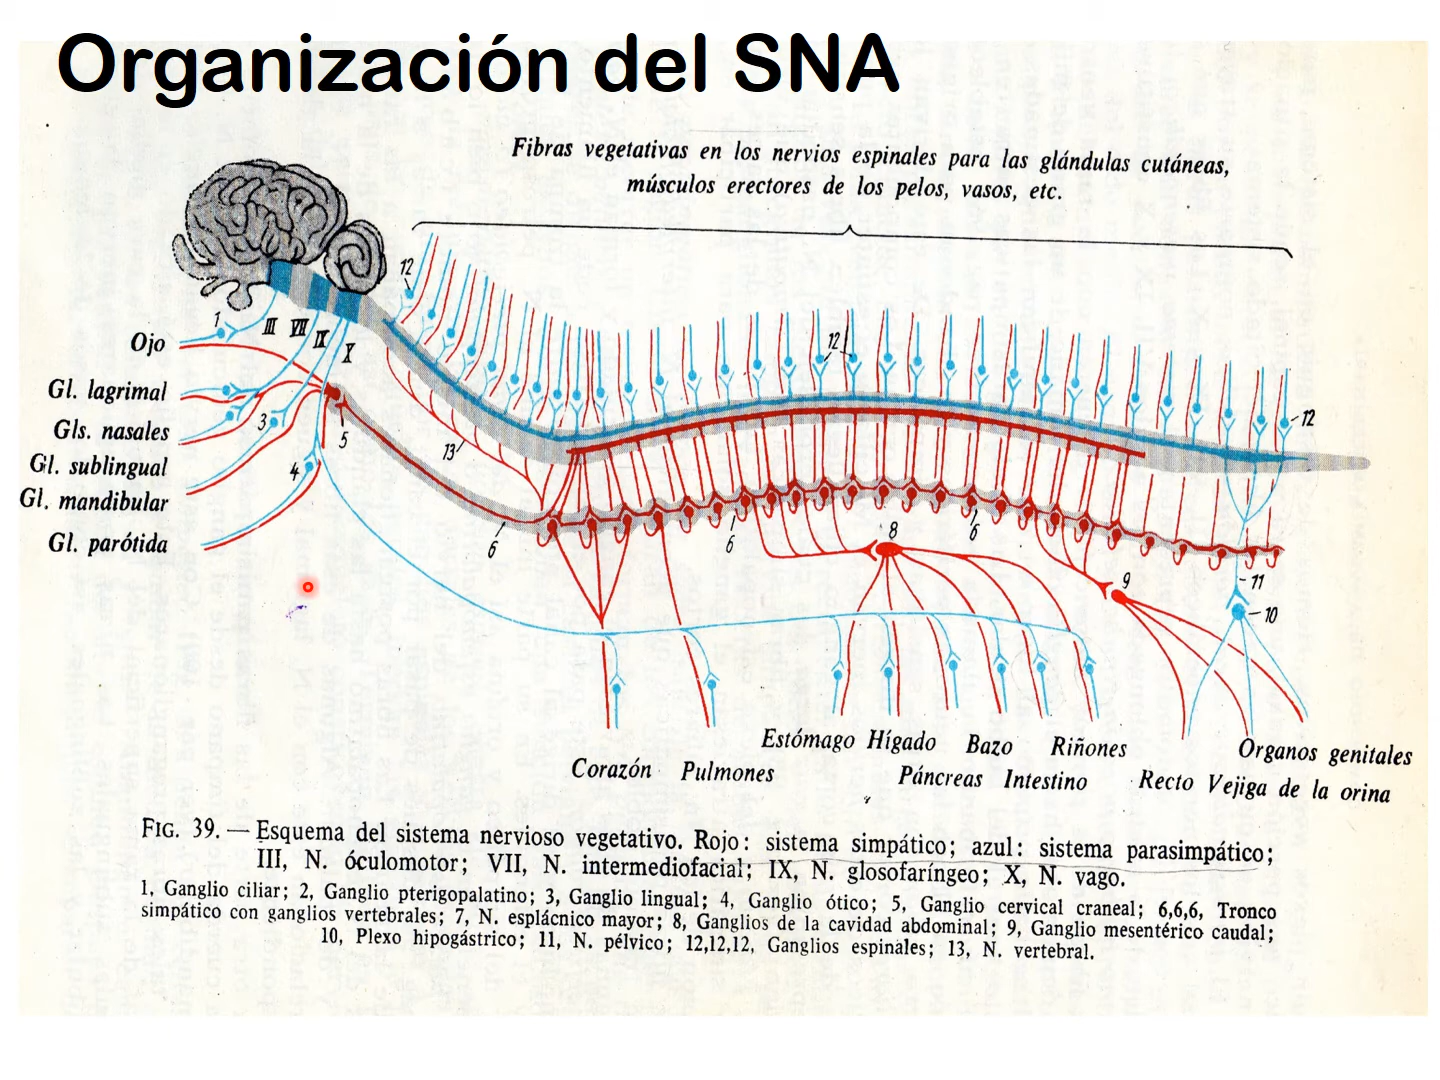 Organización del SNA
Fibras vegetativas en los nervios espinales para las glándulas cutáneas,
músculos erectores de los pelos, vasos, etc.
12
1
III
VII
IX
X
Ojo
Gl. lagrimal
Gls. nasales
Gl. sublingual
Gl. mandibular
Gl. parótida
3
4
5
13
12
12
6
6
8
6
9
11
10
Estómago Hígado Bazo Riñones
Organos genitales
Corazón Pulmones
Páncreas Intestino
Recto Vejiga de la orina
FIG. 39. — Esquema del sistema nervioso vegetativo. Rojo: sistema simpático; azul: sistema parasimpático;
III, N. óculomotor; VII, N. intermediofacial; IX, N. glosofaríngeo; X, N. vago.
1, Ganglio ciliar; 2, Ganglio pterigopalatino; 3, Ganglio lingual; 4, Ganglio ótico; 5, Ganglio cervical craneal; 6,6,6, Tronco
simpático con ganglios vertebrales; 7, N. esplácnico mayor; 8, Ganglios de la cavidad abdominal; 9, Ganglio mesentérico caudal;
10, Plexo hipogástrico; 11, N. pélvico; 12,12,12, Ganglios espinales; 13, N. vertebral.